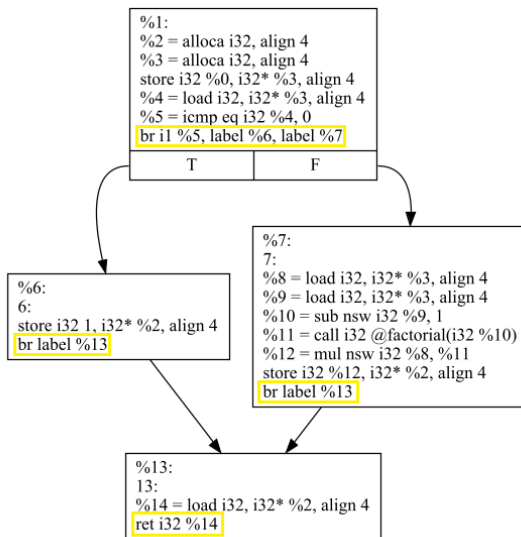 %1:
%2 = alloca i32, align 4
%3 = alloca i32, align 4
store i32 %0, i32* %3, align 4
%4 = load i32, i32* %3, align 4
%5 = icmp eq i32 %4, 0
br i1 %5, label %6, label %7
T
F
%6:
6:
store i32 1, i32* %2, align 4
br label %13
%7:
7:
%8 = load i32, i32* %3, align 4
%9 = load i32, i32* %3, align 4
%10 = sub nsw i32 %9, 1
%11 = call i32 @factorial(i32 %10)
%12 = mul nsw i32 %8, %11
store i32 %12, i32* %2, align 4
br label %13
%13:
13:
%14 = load i32, i32* %2, align 4
ret i32 %14